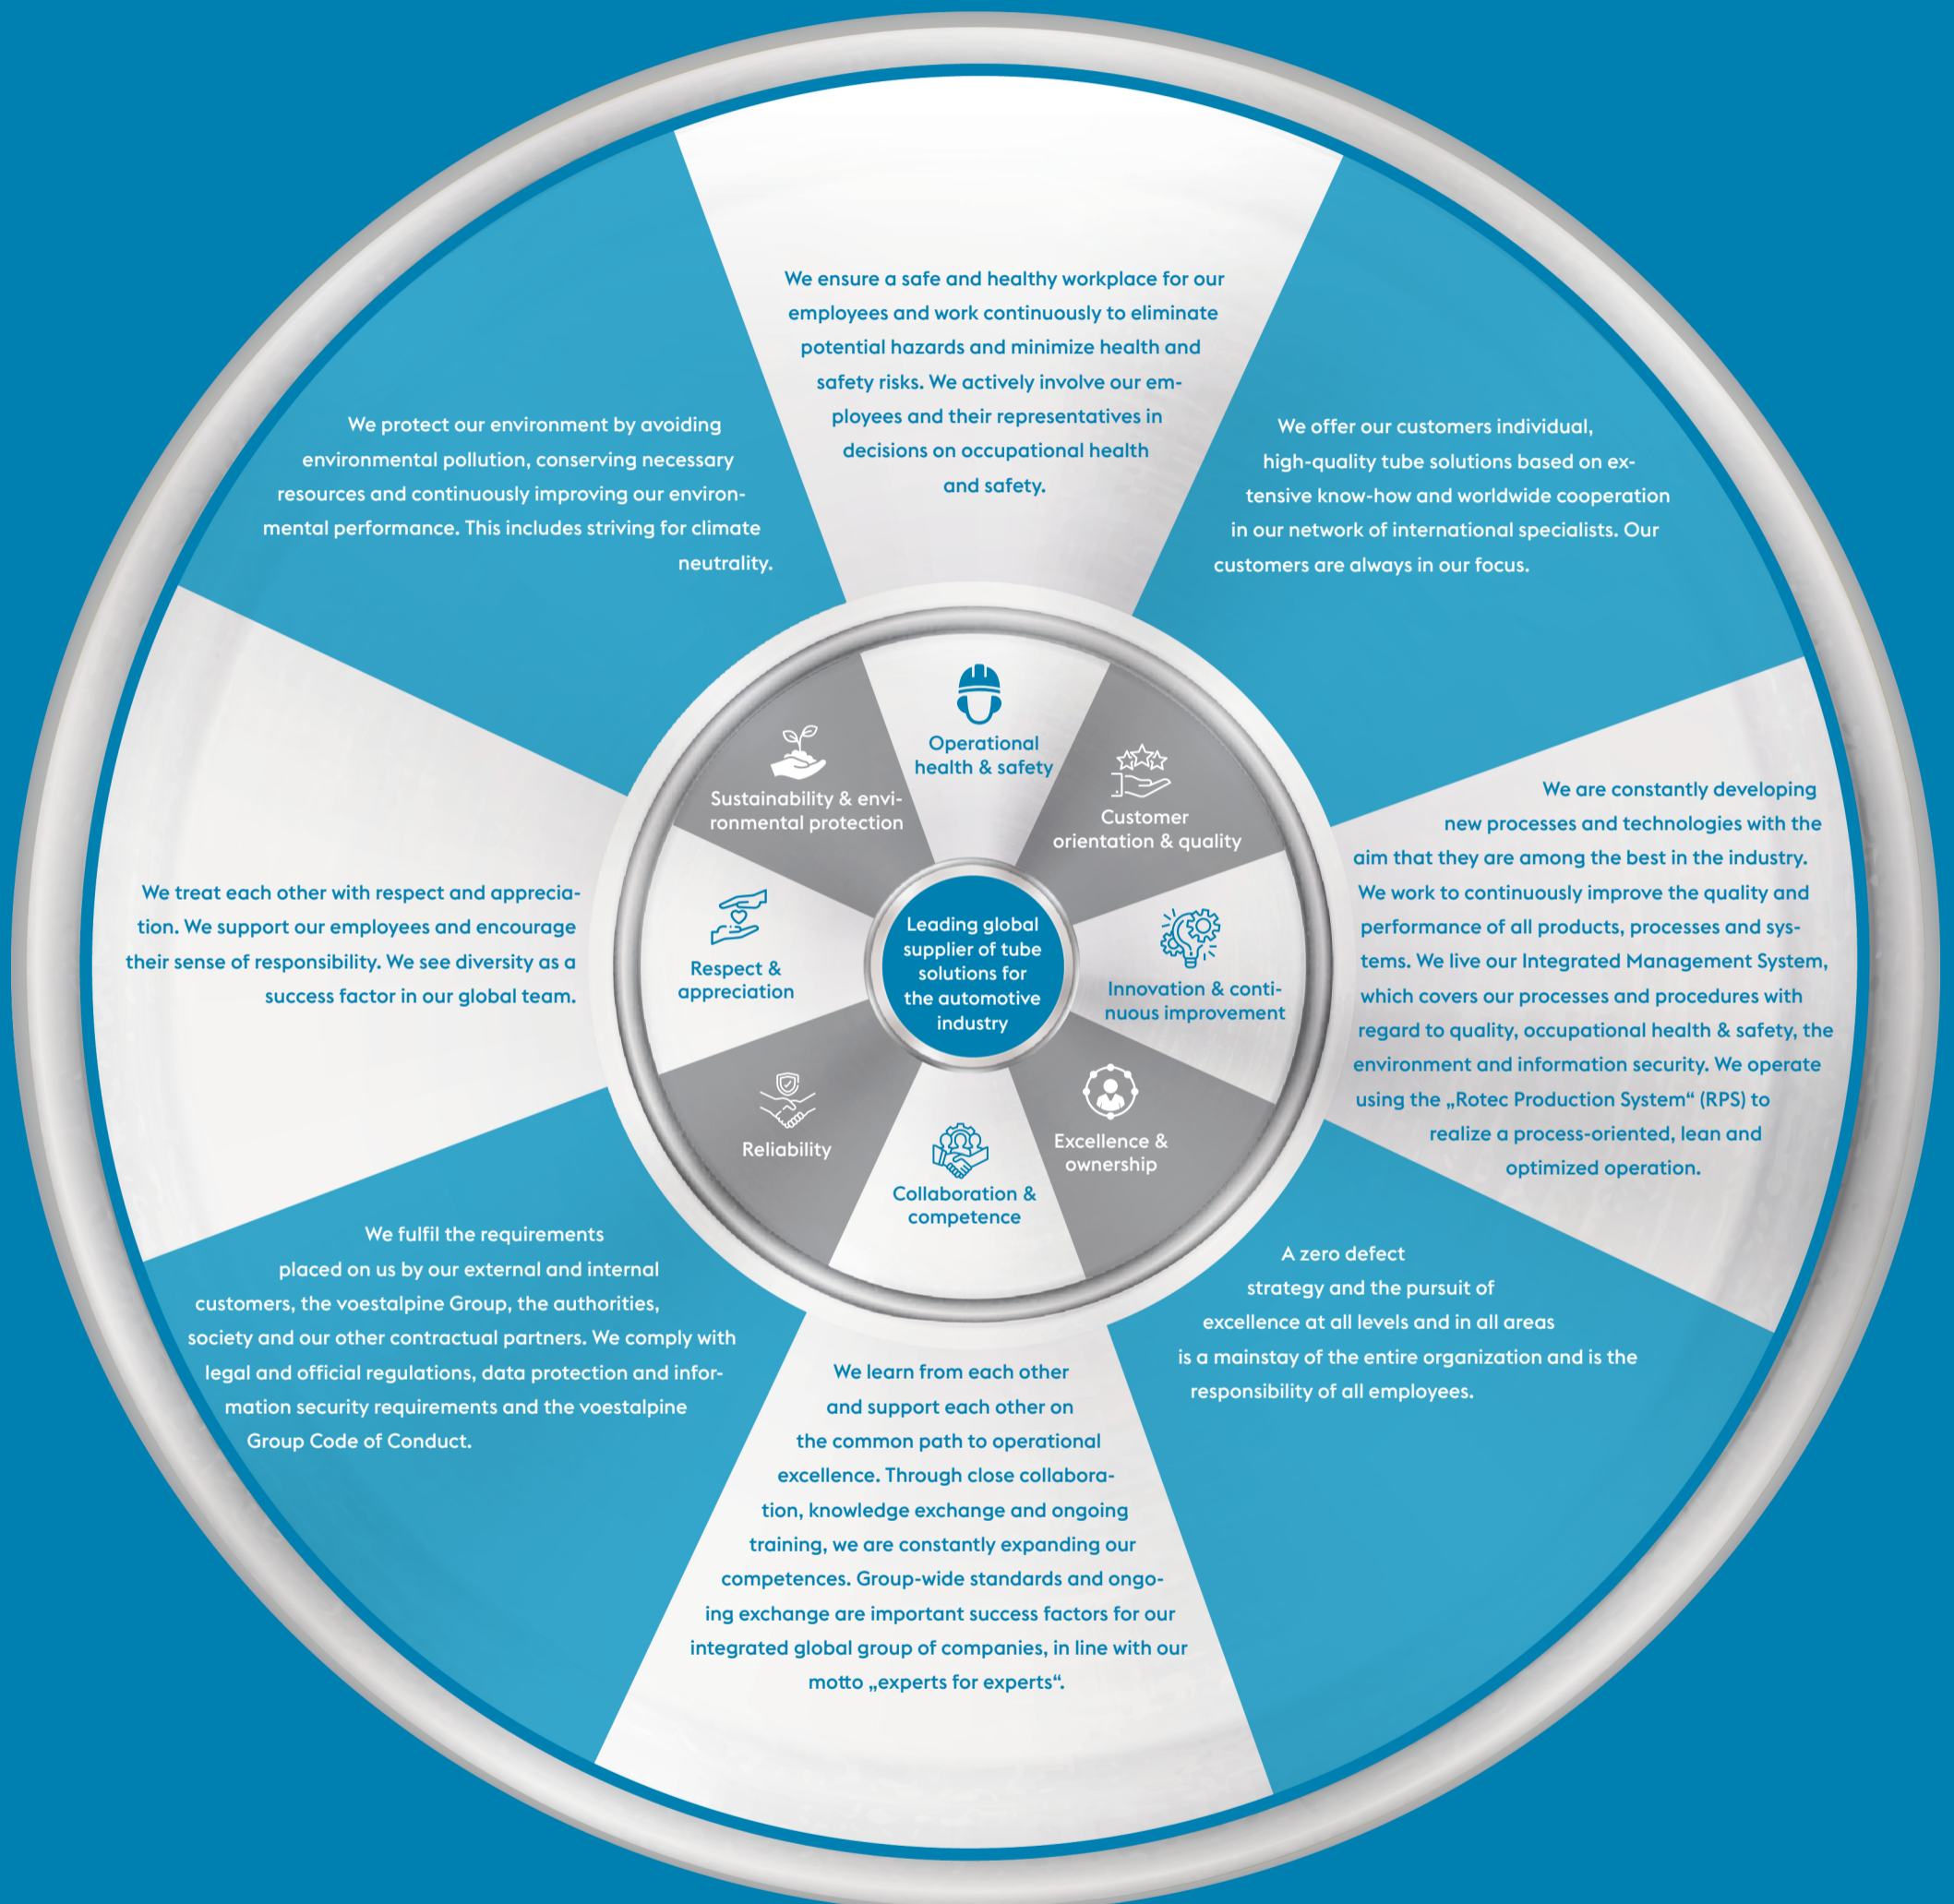 We ensure a safe and healthy workplace for our
employees and work continuously to eliminate
potential hazards and minimize health and
safety risks. We actively involve our em-
ployees and their representatives in
decisions on occupational health
and safety.
We offer our customers individual,
high-quality tube solutions based on ex-
tensive know-how and worldwide cooperation
in our network of international specialists. Our
customers are always in our focus.
We are constantly developing
new processes and technologies with the
aim that they are among the best in the industry.
We work to continuously improve the quality and
performance of all products, processes and sys-
tems. We live our Integrated Management System,
which covers our processes and procedures with
regard to quality, occupational health & safety, the
environment and information security. We operate
using the „Rotec Production System“ (RPS) to
realize a process-oriented, lean and
optimized operation.
A zero defect
strategy and the pursuit of
excellence at all levels and in all areas
is a mainstay of the entire organization and is the
responsibility of all employees.
We learn from each other
and support each other on
the common path to operational
excellence. Through close collabora-
tion, knowledge exchange and ongoing
training, we are constantly expanding our
competences. Group-wide standards and ongo-
ing exchange are important success factors for our
integrated global group of companies, in line with our
motto „experts for experts“.
We fulfil the requirements
placed on us by our external and internal
customers, the voestalpine Group, the authorities,
society and our other contractual partners. We comply with
legal and official regulations, data protection and infor-
mation security requirements and the voestalpine
Group Code of Conduct.
We treat each other with respect and apprecia-
tion. We support our employees and encourage
their sense of responsibility. We see diversity as a
success factor in our global team.
We protect our environment by avoiding
environmental pollution, conserving necessary
resources and continuously improving our environ-
mental performance. This includes striving for climate
neutrality.
Operational
health & safety
Customer
orientation & quality
Innovation & conti-
nuous improvement
Excellence &
ownership
Collaboration &
competence
Reliability
Respect &
appreciation
Sustainability & envi-
ronmental protection
Leading global
supplier of tube
solutions for
the automotive
industry